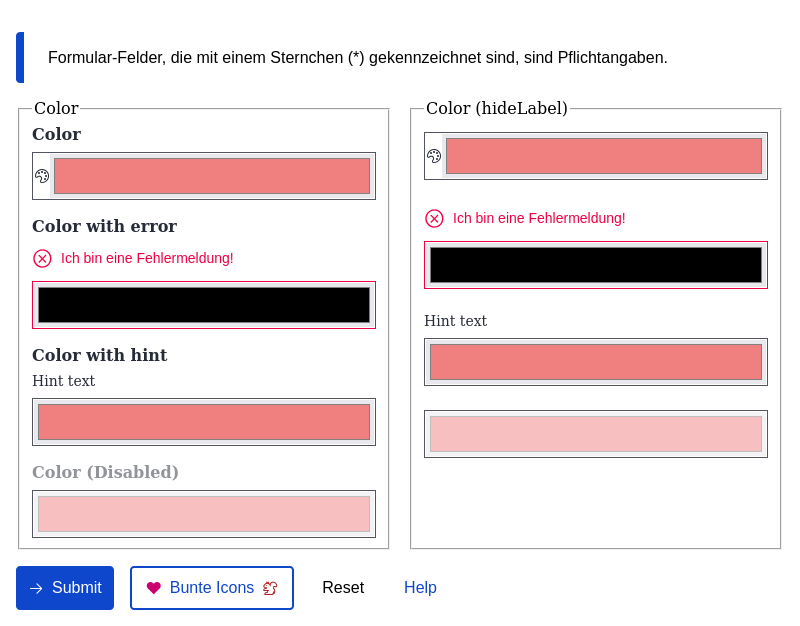 Formular-Felder, die mit einem Sternchen (*) gekennzeichnet sind, sind Pflichtangaben.
Color
Color
Color with error
Ich bin eine Fehlermeldung!
Color with hint
Hint text
Color (Disabled)
Color (hideLabel)
Ich bin eine Fehlermeldung!
Hint text
Submit
Bunte Icons
Reset
Help